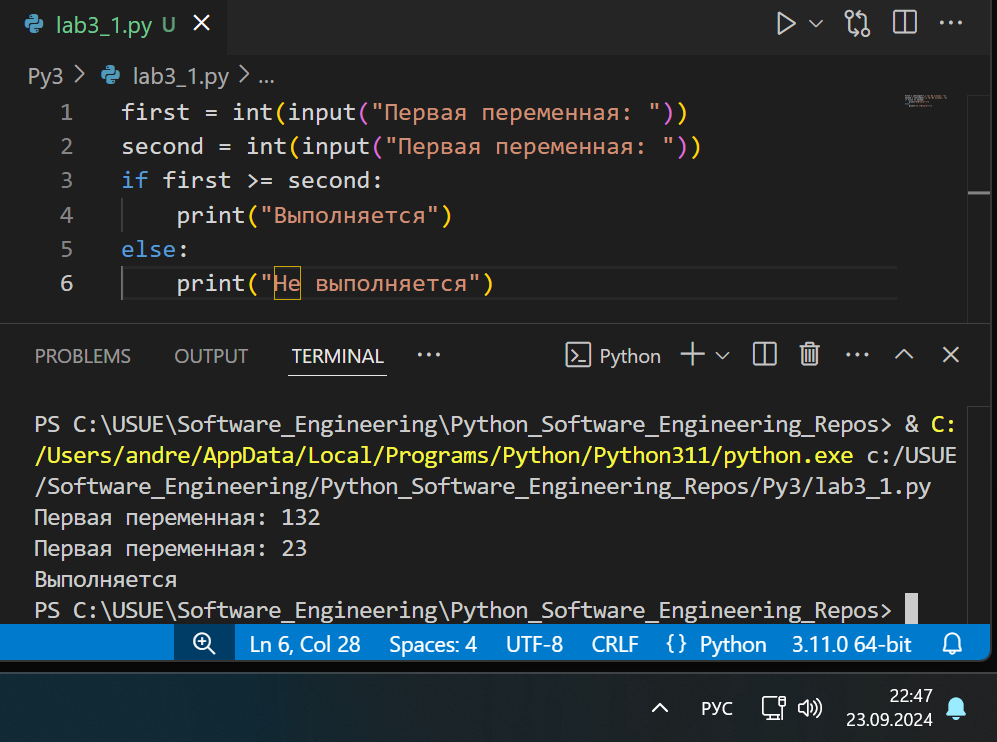 lab3_1.py U
Py3 > lab3_1.py > ...
1 first = int(input("Первая переменная: "))
2 second = int(input("Первая переменная: "))
3 if first >= second:
4     print("Выполняется")
5 else:
6     print("Не выполняется")
PROBLEMS OUTPUT TERMINAL ... Python
PS C:\USUE\Software_Engineering\Python_Software_Engineering_Repos> & C:
/Users/andre/AppData/Local/Programs/Python/Python311/python.exe c:/USUE
/Software_Engineering/Python_Software_Engineering_Repos/Py3/lab3_1.py
Первая переменная: 132
Первая переменная: 23
Выполняется
PS C:\USUE\Software_Engineering\Python_Software_Engineering_Repos>
Ln 6, Col 28 Spaces: 4 UTF-8 CRLF {} Python 3.11.0 64-bit
РУС 22:47
23.09.2024